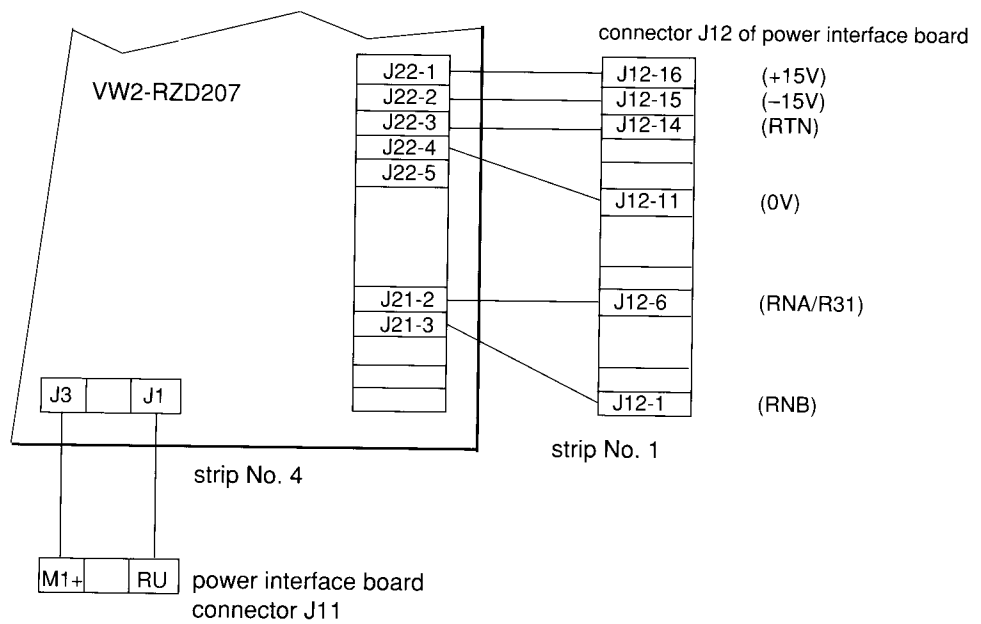 connector J12 of power interface board
VW2-RZD207
J22-1
J22-2
J22-3
J22-4
J22-5
J21-2
J21-3
J12-16 (+15V)
J12-15 (−15V)
J12-14 (RTN)
J12-11 (0V)
J12-6 (RNA/R31)
J12-1 (RNB)
J3 J1
strip No. 1
strip No. 4
M1+ RU
power interface board
connector J11